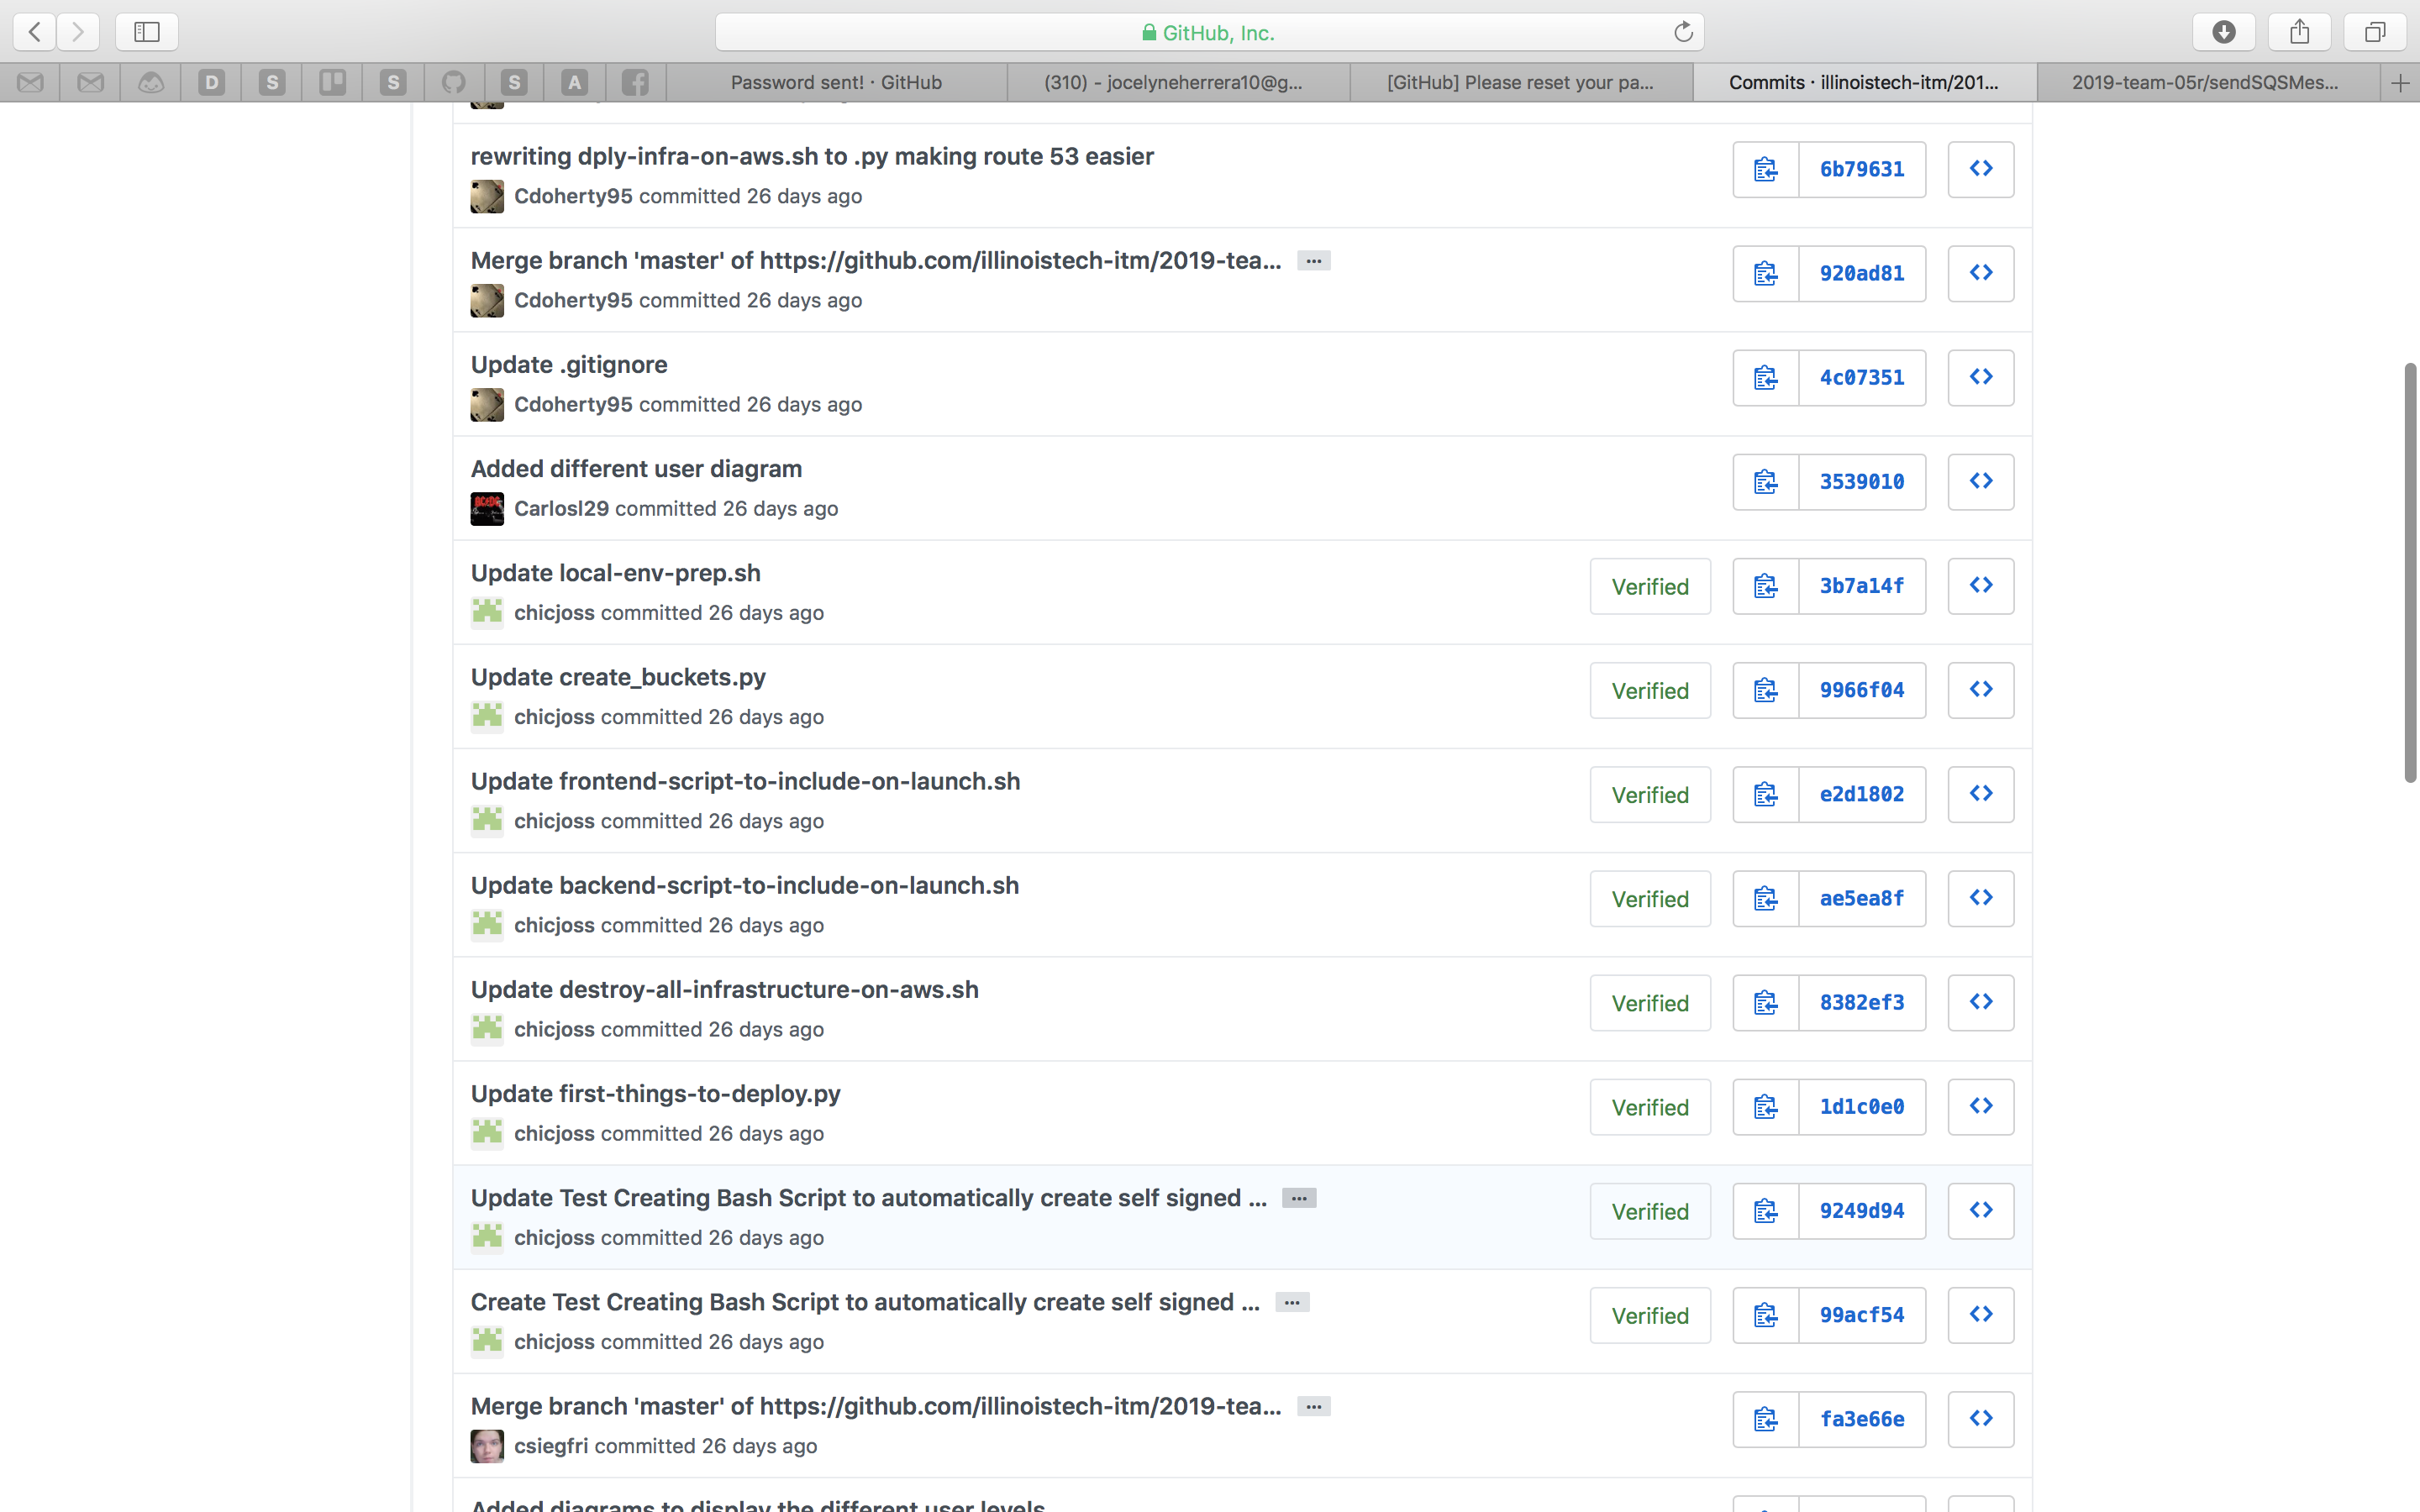 GitHub, Inc.
D S S S A
Password sent! · GitHub
(310) - jocelyneherrera10@g...
[GitHub] Please reset your pa...
Commits · illinoistech-itm/201...
2019-team-05r/sendSQSMes...
rewriting dply-infra-on-aws.sh to .py making route 53 easier
Cdoherty95 committed 26 days ago
6b79631
Merge branch 'master' of https://github.com/illinoistech-itm/2019-tea... ...
Cdoherty95 committed 26 days ago
920ad81
Update .gitignore
Cdoherty95 committed 26 days ago
4c07351
Added different user diagram
Carlosl29 committed 26 days ago
3539010
Update local-env-prep.sh
chicjoss committed 26 days ago
Verified 3b7a14f
Update create_buckets.py
chicjoss committed 26 days ago
Verified 9966f04
Update frontend-script-to-include-on-launch.sh
chicjoss committed 26 days ago
Verified e2d1802
Update backend-script-to-include-on-launch.sh
chicjoss committed 26 days ago
Verified ae5ea8f
Update destroy-all-infrastructure-on-aws.sh
chicjoss committed 26 days ago
Verified 8382ef3
Update first-things-to-deploy.py
chicjoss committed 26 days ago
Verified 1d1c0e0
Update Test Creating Bash Script to automatically create self signed ... ...
chicjoss committed 26 days ago
Verified 9249d94
Create Test Creating Bash Script to automatically create self signed ... ...
chicjoss committed 26 days ago
Verified 99acf54
Merge branch 'master' of https://github.com/illinoistech-itm/2019-tea... ...
csiegfri committed 26 days ago
fa3e66e
Added diagrams to display the different user levels